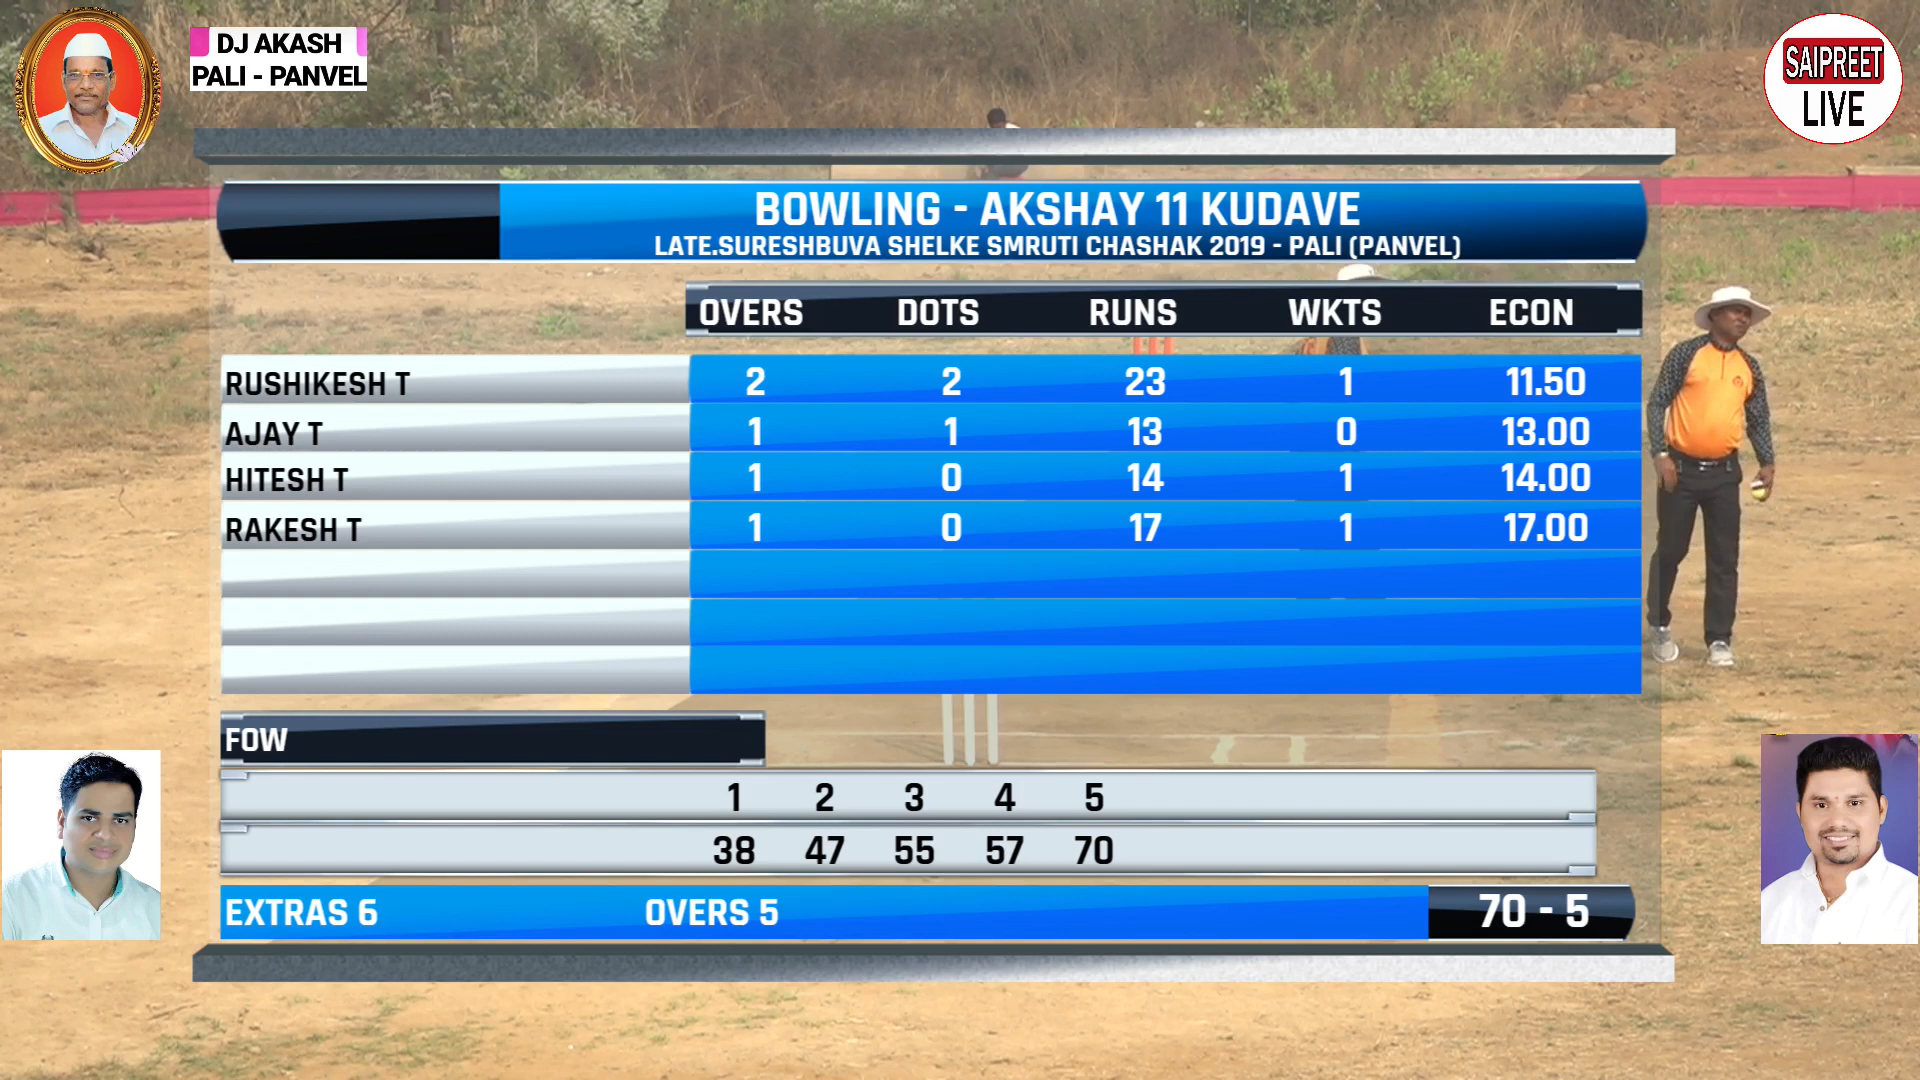 DJ AKASH
PALI - PANVEL
SAIPREET
LIVE
BOWLING - AKSHAY 11 KUDAVE
LATE.SURESHBUVA SHELKE SMRUTI CHASHAK 2019 - PALI (PANVEL)
OVERS DOTS RUNS WKTS ECON
RUSHIKESH T 2 2 23 1 11.50
AJAY T 1 1 13 0 13.00
HITESH T 1 0 14 1 14.00
RAKESH T 1 0 17 1 17.00
FOW
1 2 3 4 5
38 47 55 57 70
EXTRAS 6 OVERS 5 70 - 5